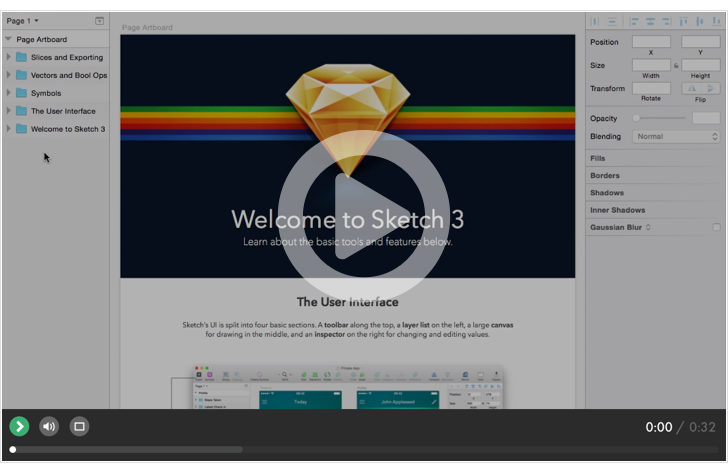 Page 1
Page Artboard
Slices and Exporting
Vectors and Bool Ops
Symbols
The User Interface
Welcome to Sketch 3
Page Artboard
Welcome to Sketch 3
Learn about the basic tools and features below.
The User Interface
Sketch's UI is split into four basic sections. A toolbar along the top, a layer list on the left, a large canvas
for drawing in the middle, and an inspector on the right for changing and editing values.
Today
John Appleseed
Position
X
Y
Size
Width
Height
Transform
Rotate
Flip
Opacity
Blending
Normal
Fills
Borders
Shadows
Inner Shadows
Gaussian Blur
0:00 / 0:32